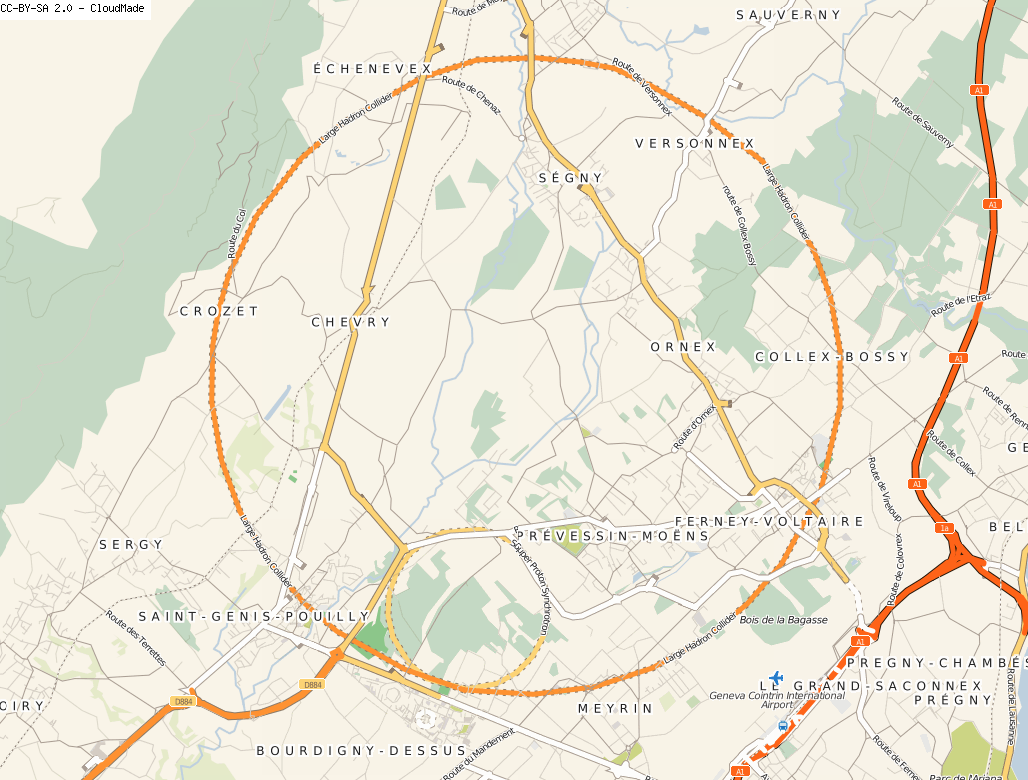 CC-BY-SA 2.0 - CloudMade
SAUVERNY
ÉCHENEVEX
Route de Versonnex
A1
Route de Chenaz
Large Hadron Collider
Route de Sauverny
VERSONNEX
SÉGNY
Large Hadron Collider
A1
route de Collex Bossy
Route du Col
CROZET
CHEVRY
Route de l'Etraz
ORNEX
COLLEX-BOSSY
A1
Route d'Ornex
Route de Collex
Route de Vireloup
A1
Large Hadron Collider
FERNEY-VOLTAIRE
1a
PRÉVESSIN-MOËNS
SERGY
Super Proton Synchrotron
Route de Colovrex
SAINT-GENIS-POUILLY
Route des Terrettes
Large Hadron Collider
Bois de la Bagasse
A1
PREGNY-CHAMBÉS
LE GRAND-SACONNEX
D884
D884
Geneva Cointrin International
Airport
PRÉGNY
MEYRIN
Route de Lausanne
BOURDIGNY-DESSUS
Route du Mandement
A1
Parc de l'Ariana